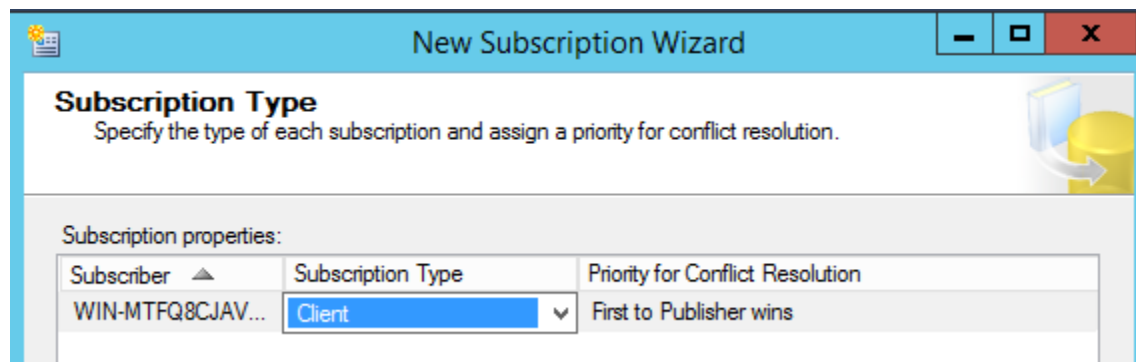 New Subscription Wizard
Subscription Type
Specify the type of each subscription and assign a priority for conflict resolution.
Subscription properties:
Subscriber Subscription Type Priority for Conflict Resolution
WIN-MTFQ8CJAV... Client First to Publisher wins